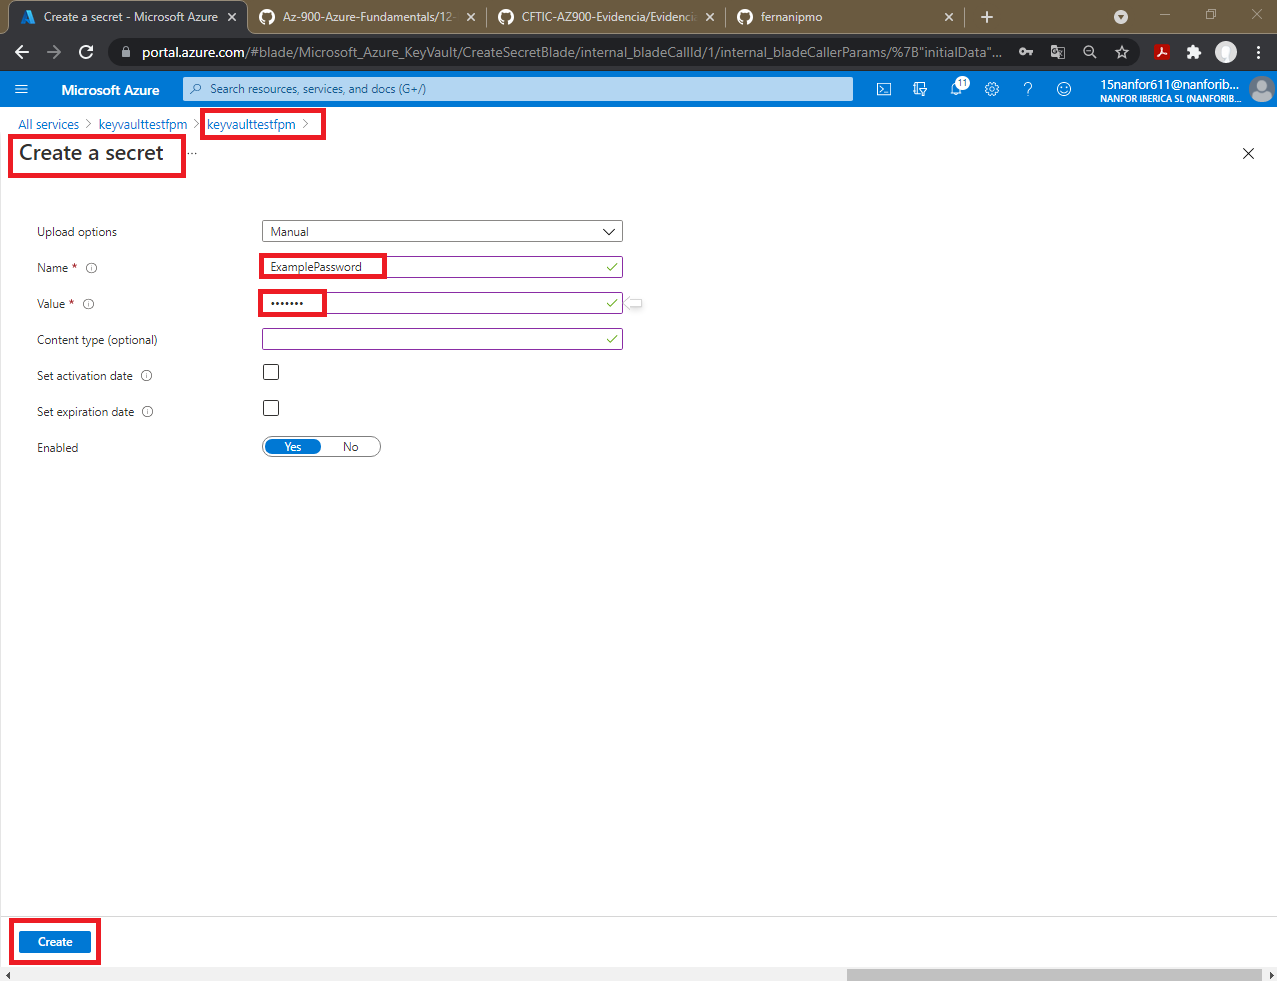 Create a secret - Microsoft Azure
Az-900-Azure-Fundamentals/12-
CFTIC-AZ900-Evidencia/Evidencia
fernanipmo
portal.azure.com/#blade/Microsoft_Azure_KeyVault/CreateSecretBlade/internal_bladeCallId/1/internal_bladeCallerParams/%7B"initialData"...
Microsoft Azure
Search resources, services, and docs (G+/)
11
15nanfor611@nanforib...
NANFOR IBERICA SL (NANFORIB...
All services > keyvaulttestfpm > keyvaulttestfpm >
Create a secret ...
Upload options
Manual
Name *
ExamplePassword
Value *
•••••••
Content type (optional)
Set activation date
Set expiration date
Enabled
Yes No
Create